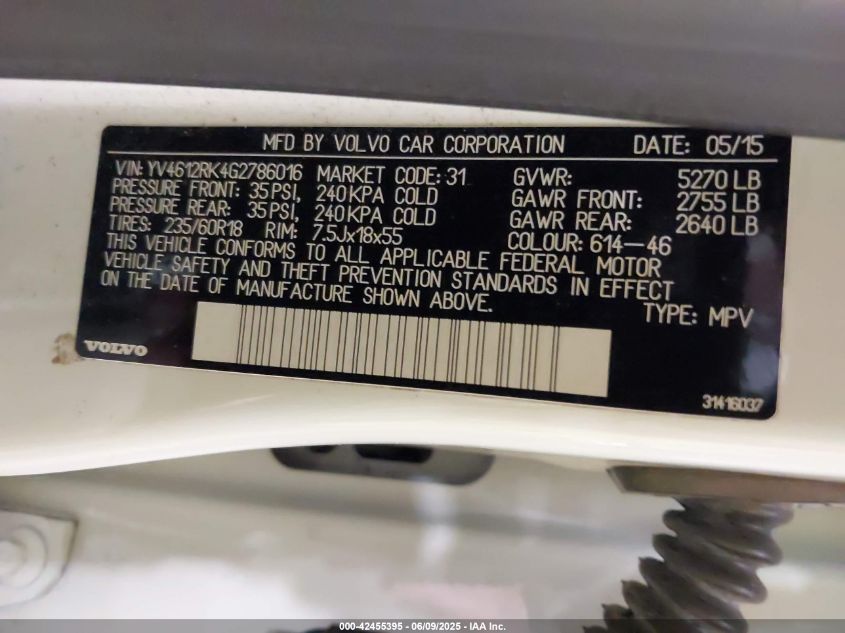 MFD BY VOLVO CAR CORPORATION DATE: 05/15
VIN: YV4612RK4G2786016 MARKET CODE: 31 GVWR: 5270 LB
PRESSURE FRONT: 35 PSI, 240 KPA COLD GAWR FRONT: 2755 LB
PRESSURE REAR: 35 PSI, 240 KPA COLD GAWR REAR: 2640 LB
TIRES: 235/60R18 RIM: 7.5Jx18x55 COLOUR: 614-46
THIS VEHICLE CONFORMS TO ALL APPLICABLE FEDERAL MOTOR
VEHICLE SAFETY AND THEFT PREVENTION STANDARDS IN EFFECT
ON THE DATE OF MANUFACTURE SHOWN ABOVE. TYPE: MPV
VOLVO
31416037
000-42455395 - 06/09/2025 - IAA Inc.